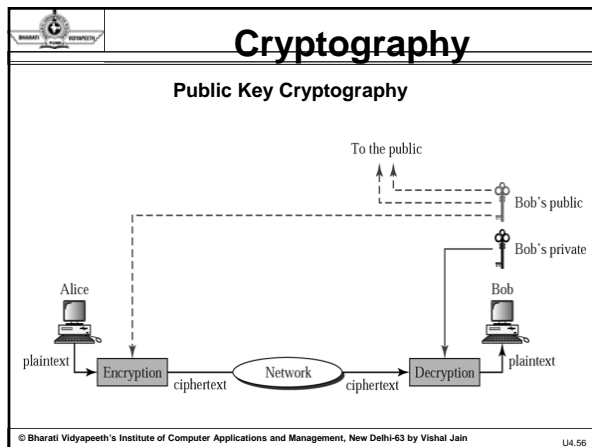 BHARATI
VIDYAPEETH
PUNE
Cryptography
Public Key Cryptography
To the public
Bob's public
Bob's private
Alice
Bob
plaintext
Encryption
ciphertext
Network
ciphertext
Decryption
plaintext
© Bharati Vidyapeeth's Institute of Computer Applications and Management, New Delhi-63 by Vishal Jain
U4.56